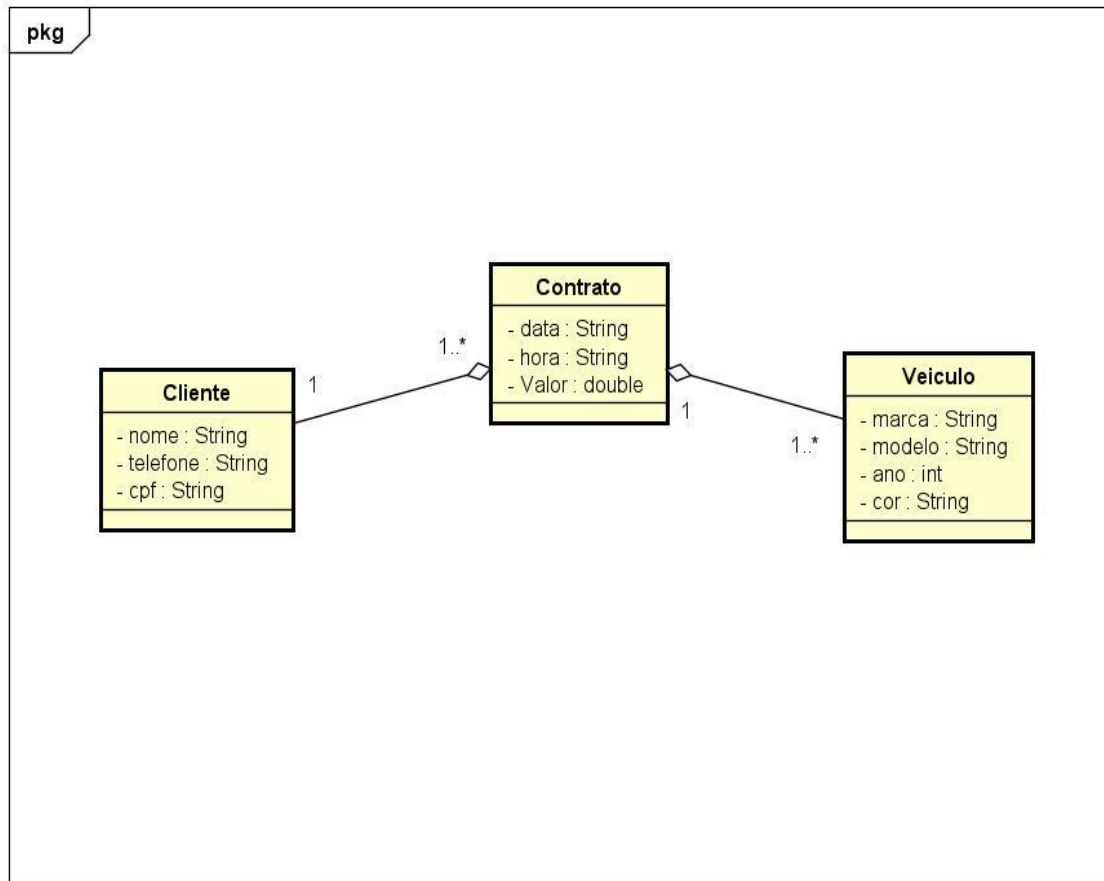 pkg
Contrato
- data : String
- hora : String
- Valor : double
1..*
1
Cliente
- nome : String
- telefone : String
- cpf : String
1
1..*
Veiculo
- marca : String
- modelo : String
- ano : int
- cor : String